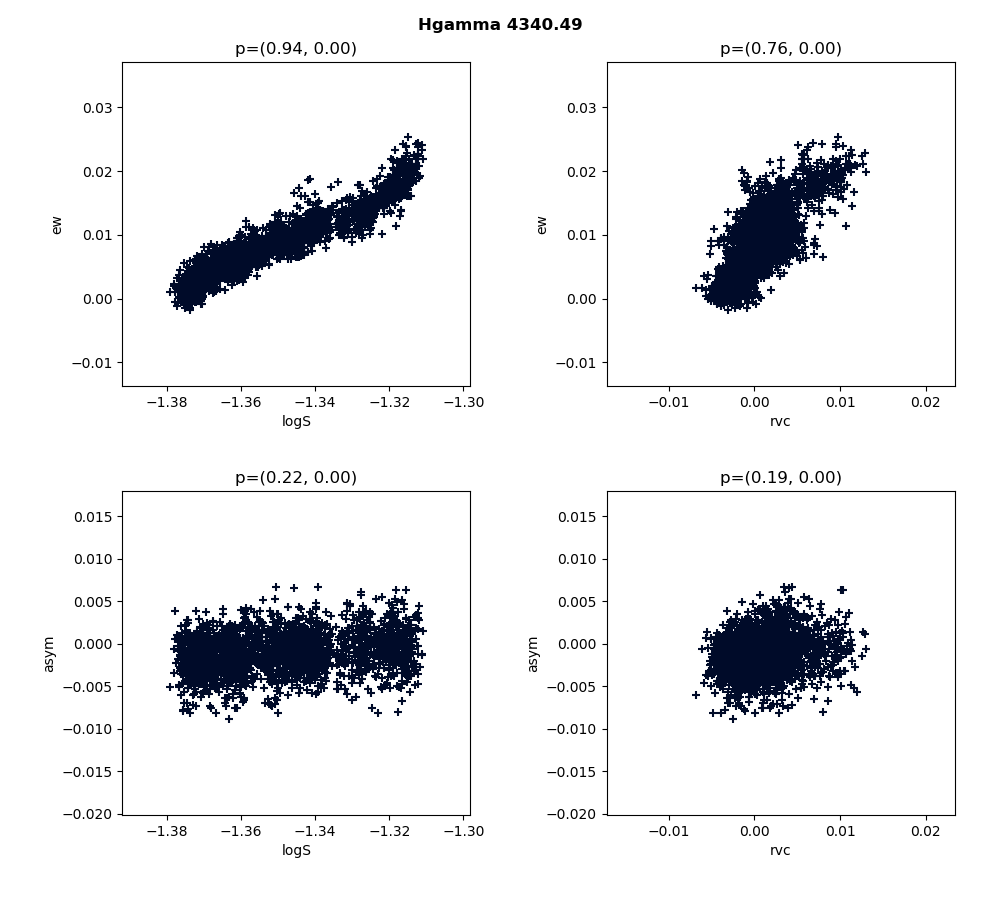 Hgamma 4340.49
p=(0.94, 0.00)
p=(0.76, 0.00)
0.03
0.02
0.01
0.00
−0.01
ew
−1.38 −1.36 −1.34 −1.32 −1.30
logS
0.03
0.02
0.01
0.00
−0.01
ew
−0.01 0.00 0.01 0.02
rvc
p=(0.22, 0.00)
p=(0.19, 0.00)
0.015
0.010
0.005
0.000
−0.005
−0.010
−0.015
−0.020
asym
−1.38 −1.36 −1.34 −1.32 −1.30
logS
0.015
0.010
0.005
0.000
−0.005
−0.010
−0.015
−0.020
asym
−0.01 0.00 0.01 0.02
rvc